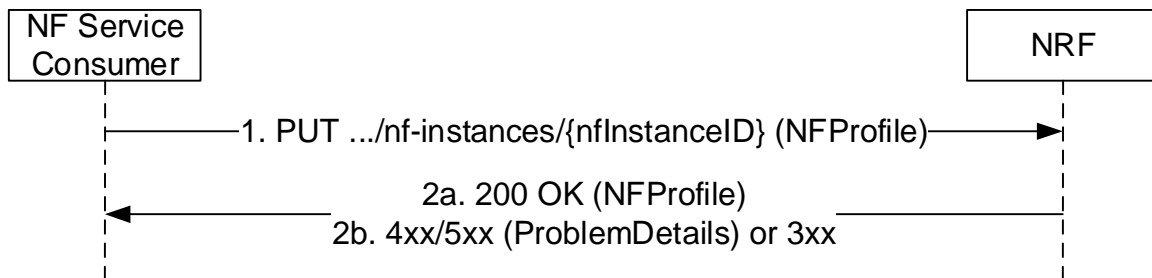 NF Service
Consumer
NRF
1. PUT .../nf-instances/{nfInstanceID} (NFProfile)
2a. 200 OK (NFProfile)
2b. 4xx/5xx (ProblemDetails) or 3xx